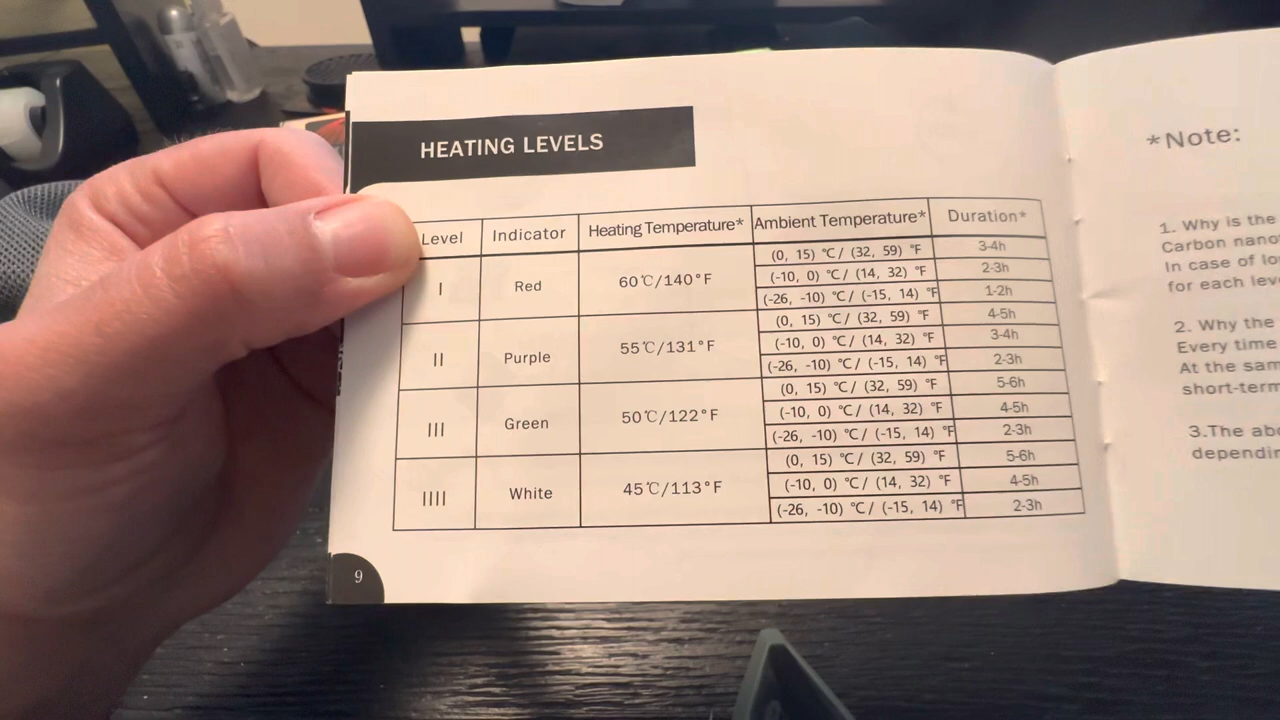 HEATING LEVELS
Level Indicator Heating Temperature* Ambient Temperature* Duration*
I Red 60℃/140°F (0, 15) ℃ / (32, 59) ℉ 3-4h
(-10, 0) ℃ / (14, 32) ℉ 2-3h
(-26, -10) ℃ / (-15, 14) ℉ 1-2h
II Purple 55℃/131°F (0, 15) ℃ / (32, 59) ℉ 4-5h
(-10, 0) ℃ / (14, 32) ℉ 3-4h
(-26, -10) ℃ / (-15, 14) ℉ 2-3h
III Green 50℃/122°F (0, 15) ℃ / (32, 59) ℉ 5-6h
(-10, 0) ℃ / (14, 32) ℉ 4-5h
(-26, -10) ℃ / (-15, 14) ℉ 2-3h
IIII White 45℃/113°F (0, 15) ℃ / (32, 59) ℉ 5-6h
(-10, 0) ℃ / (14, 32) ℉ 4-5h
(-26, -10) ℃ / (-15, 14) ℉ 2-3h
9
*Note:
1. Why is the
Carbon
In case of
for each
2. Why the
Every time
At the
short-term
3.The